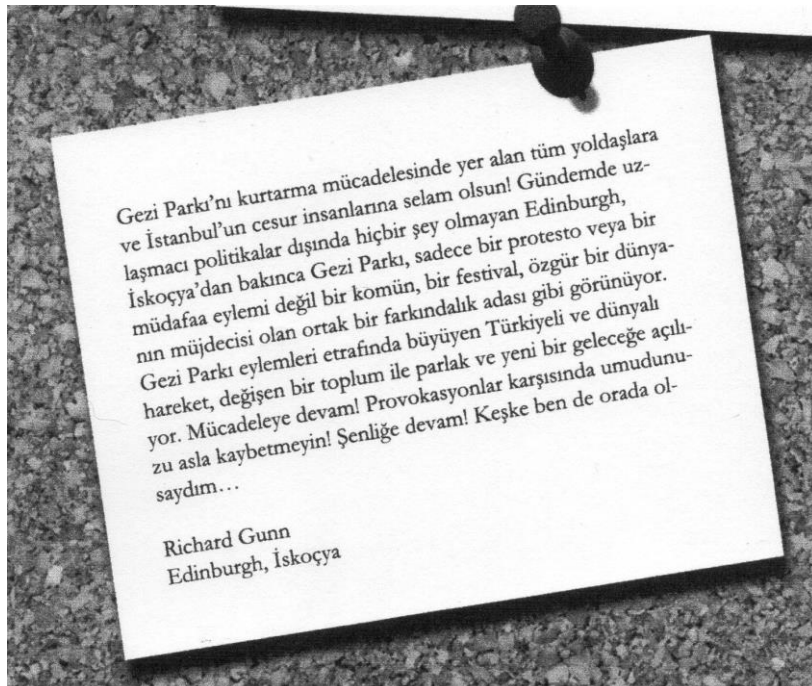 Gezi Parkı'nı kurtarma mücadelesinde yer alan tüm yoldaşlara
ve İstanbul'un cesur insanlarına selam olsun! Gündemde uz-
laşmacı politikalar dışında hiçbir şey olmayan Edinburgh,
İskoçya'dan bakınca Gezi Parkı, sadece bir protesto veya bir
müdafaa eylemi değil bir komün, bir festival, özgür bir dünya-
nın müjdecisi olan ortak bir farkındalık adası gibi görünüyor.
Gezi Parkı eylemleri etrafında büyüyen Türkiyeli ve dünyalı
hareket, değişen bir toplum ile parlak ve yeni bir geleceğe açılı-
yor. Mücadeleye devam! Provokasyonlar karşısında umudunu-
zu asla kaybetmeyin! Şenliğe devam! Keşke ben de orada ol-
saydım…
Richard Gunn
Edinburgh, İskoçya